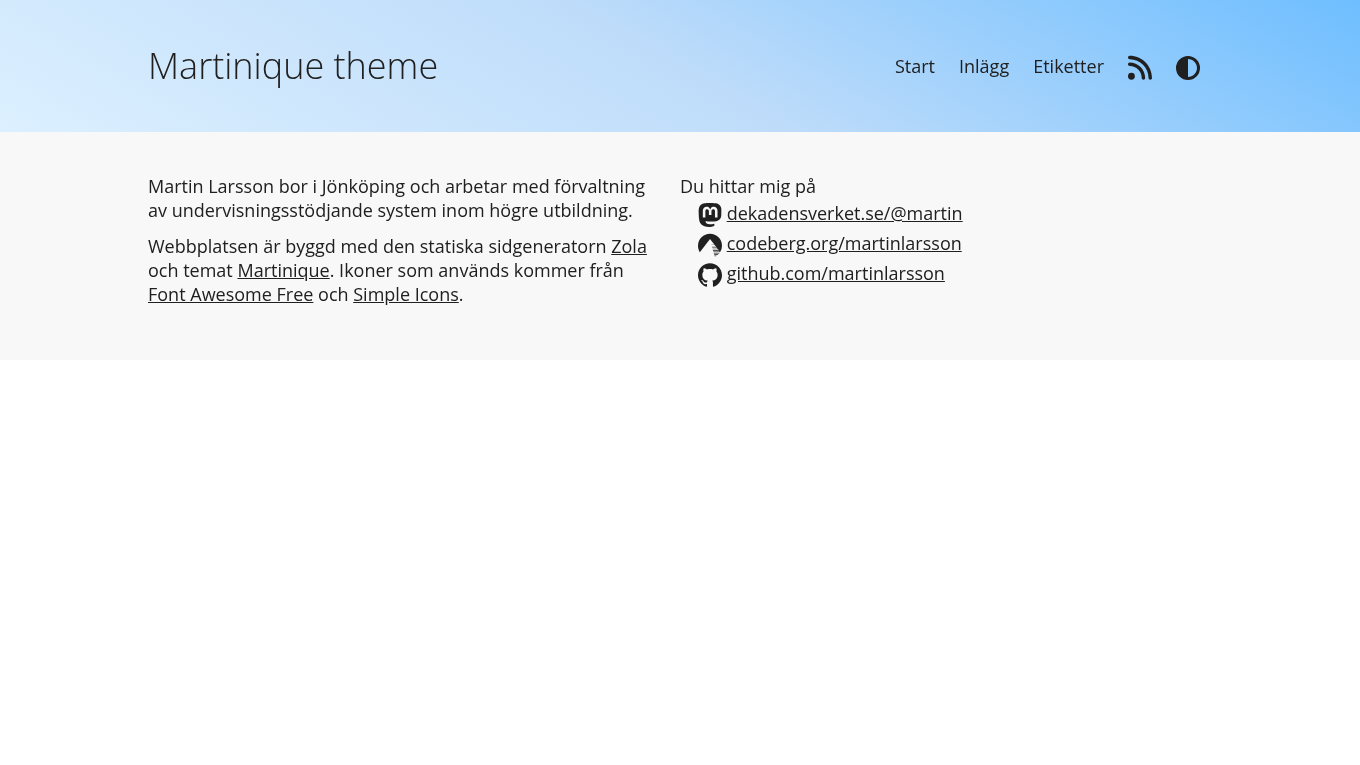 Martinique theme
Start Inlägg Etiketter
Martin Larsson bor i Jönköping och arbetar med förvaltning
av undervisningsstödjande system inom högre utbildning.
Webbplatsen är byggd med den statiska sidgeneratorn Zola
och temat Martinique. Ikoner som används kommer från
Font Awesome Free och Simple Icons.
Du hittar mig på
dekadensverket.se/@martin
codeberg.org/martinlarsson
github.com/martinlarsson